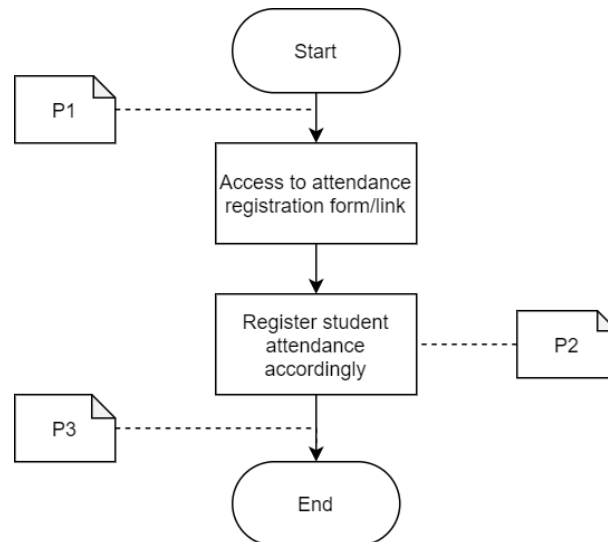 Start
P1
Access to attendance
registration form/link
Register student
attendance
accordingly
P2
P3
End